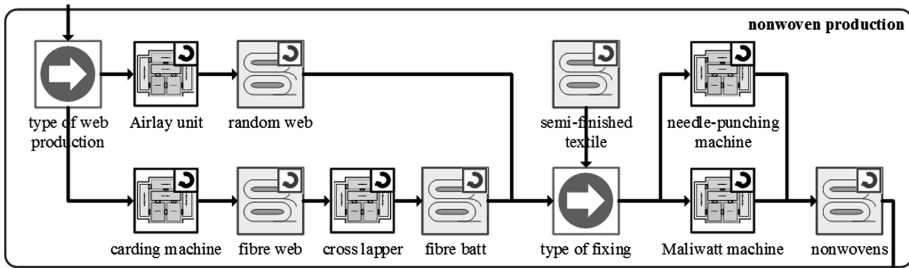 nonwoven production
type of web
production
Airlay unit
random web
semi-finished
textile
needle-punching
machine
carding machine
fibre web
cross lapper
fibre batt
type of fixing
Maliwatt machine
nonwovens